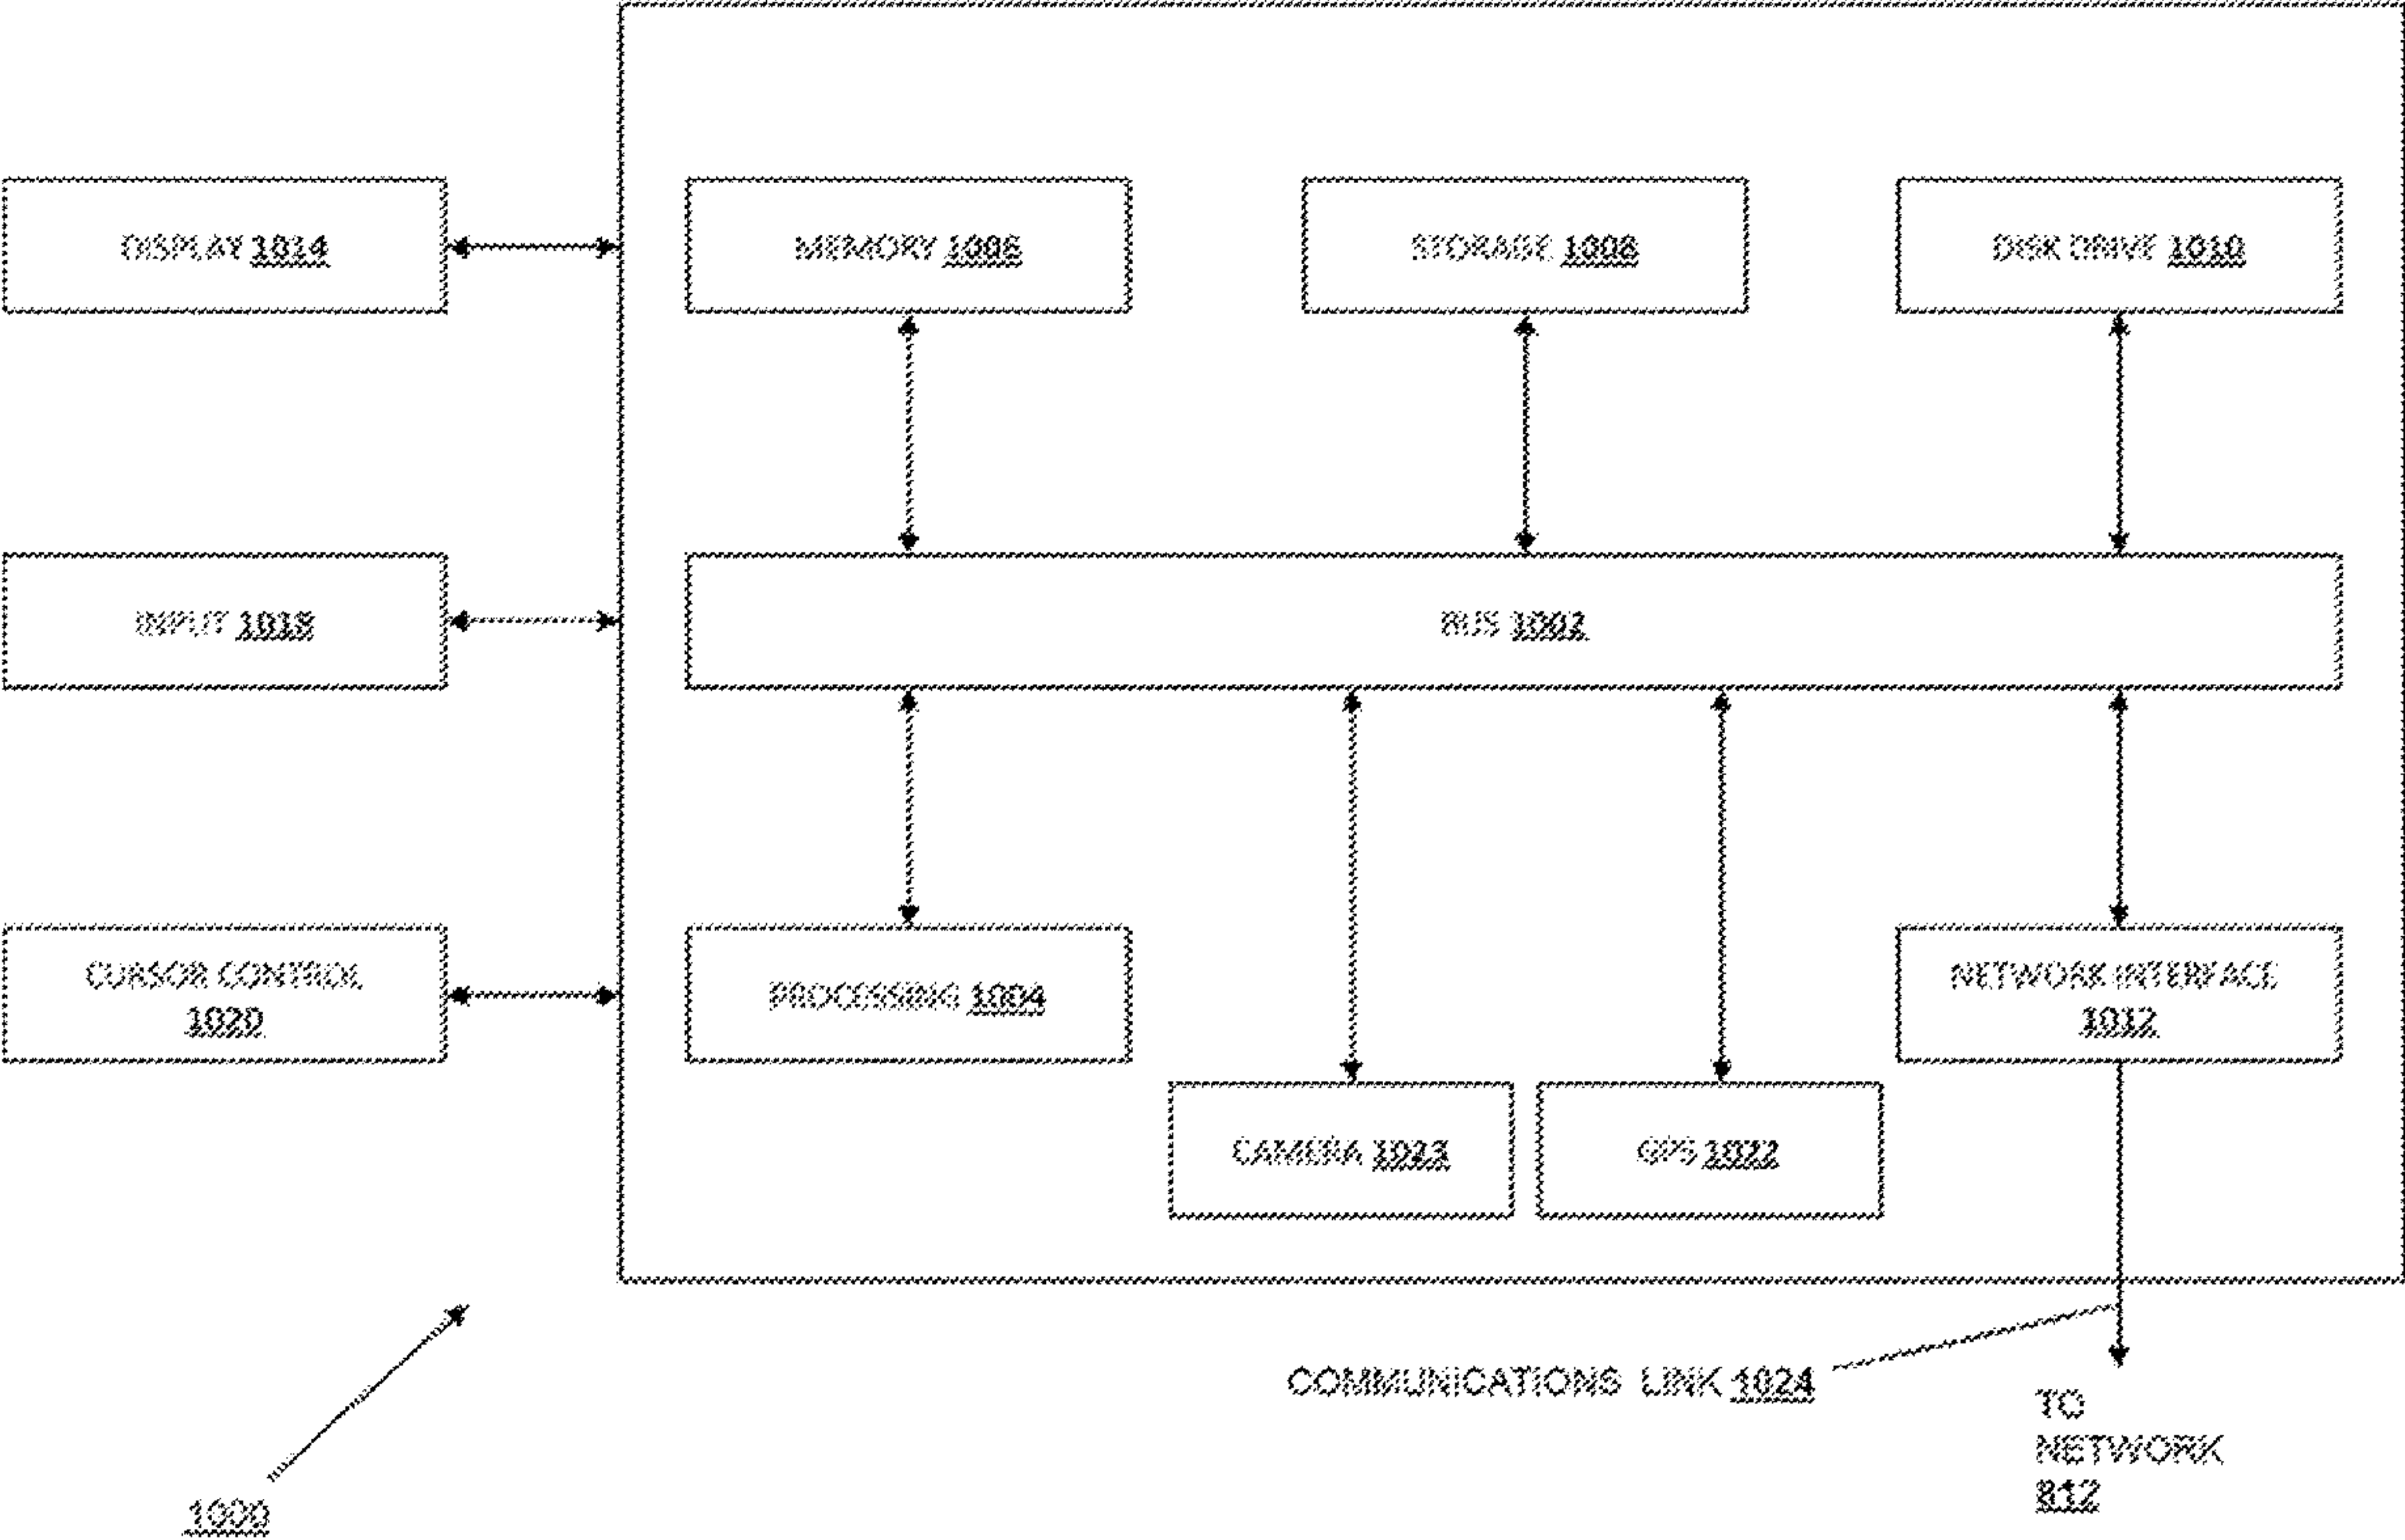 DISPLAY 1014
MEMORY 1006
STORAGE 1008
DISK DRIVE 1010
INPUT 1018
BUS 1002
CURSOR CONTROL
1020
PROCESSING 1004
NETWORK INTERFACE
1012
CAMERA 1023
GPS 1022
COMMUNICATIONS LINK 1024
TO
NETWORK
812
1000